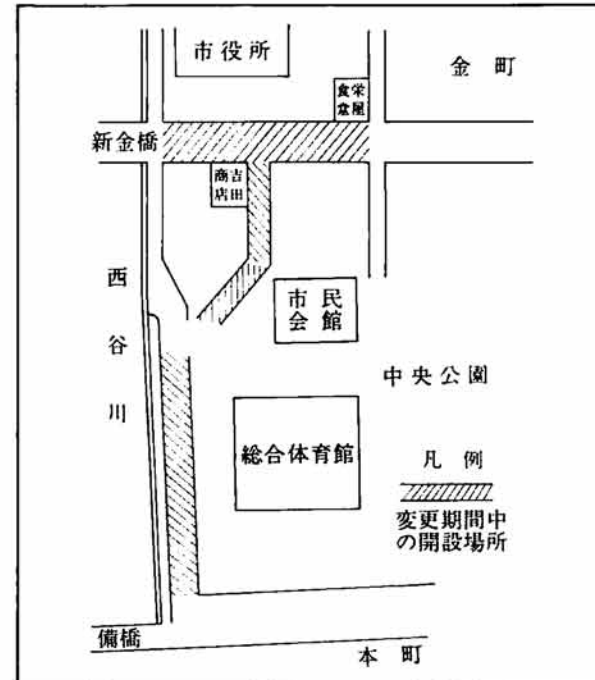 市役所
金町
栄屋
食堂
新金橋
吉田
商店
西谷川
市民
会館
中央公園
総合体育館
凡例
変更期間中
の開設場所
備橋
本町